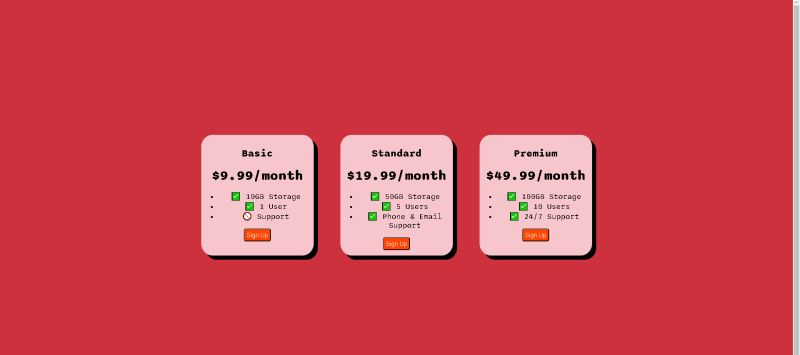 Basic
$9.99/month
✅ 10GB Storage
✅ 1 User
🚫 Support
Sign Up
Standard
$19.99/month
✅ 50GB Storage
✅ 5 Users
✅ Phone & Email
Support
Sign Up
Premium
$49.99/month
✅ 100GB Storage
✅ 10 Users
✅ 24/7 Support
Sign Up